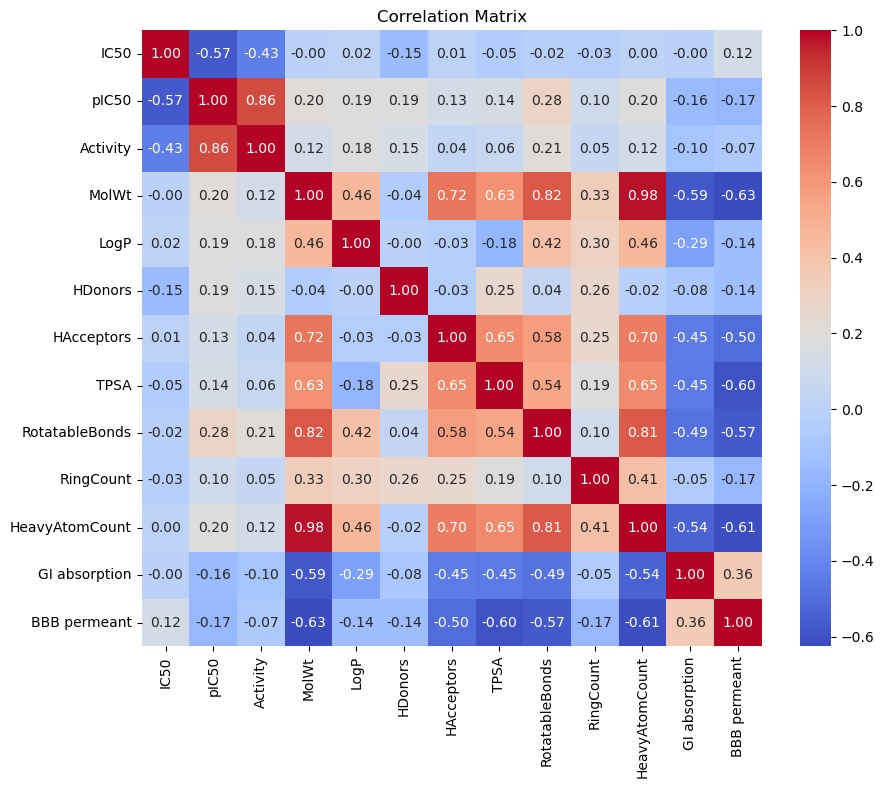 Correlation Matrix
IC50 1.00 -0.57 -0.43 -0.00 0.02 -0.15 0.01 -0.05 -0.02 -0.03 0.00 -0.00 0.12
pIC50 -0.57 1.00 0.86 0.20 0.19 0.19 0.13 0.14 0.28 0.10 0.20 -0.16 -0.17
Activity -0.43 0.86 1.00 0.12 0.18 0.15 0.04 0.06 0.21 0.05 0.12 -0.10 -0.07
MolWt -0.00 0.20 0.12 1.00 0.46 -0.04 0.72 0.63 0.82 0.33 0.98 -0.59 -0.63
LogP 0.02 0.19 0.18 0.46 1.00 -0.00 -0.03 -0.18 0.42 0.30 0.46 -0.29 -0.14
HDonors -0.15 0.19 0.15 -0.04 -0.00 1.00 -0.03 0.25 0.04 0.26 -0.02 -0.08 -0.14
HAcceptors 0.01 0.13 0.04 0.72 -0.03 -0.03 1.00 0.65 0.58 0.25 0.70 -0.45 -0.50
TPSA -0.05 0.14 0.06 0.63 -0.18 0.25 0.65 1.00 0.54 0.19 0.65 -0.45 -0.60
RotatableBonds -0.02 0.28 0.21 0.82 0.42 0.04 0.58 0.54 1.00 0.10 0.81 -0.49 -0.57
RingCount -0.03 0.10 0.05 0.33 0.30 0.26 0.25 0.19 0.10 1.00 0.41 -0.05 -0.17
HeavyAtomCount 0.00 0.20 0.12 0.98 0.46 -0.02 0.70 0.65 0.81 0.41 1.00 -0.54 -0.61
GI absorption -0.00 -0.16 -0.10 -0.59 -0.29 -0.08 -0.45 -0.45 -0.49 -0.05 -0.54 1.00 0.36
BBB permeant 0.12 -0.17 -0.07 -0.63 -0.14 -0.14 -0.50 -0.60 -0.57 -0.17 -0.61 0.36 1.00
IC50
pIC50
Activity
MolWt
LogP
HDonors
HAcceptors
TPSA
RotatableBonds
RingCount
HeavyAtomCount
GI absorption
BBB permeant
1.0
0.8
0.6
0.4
0.2
0.0
−0.2
−0.4
−0.6